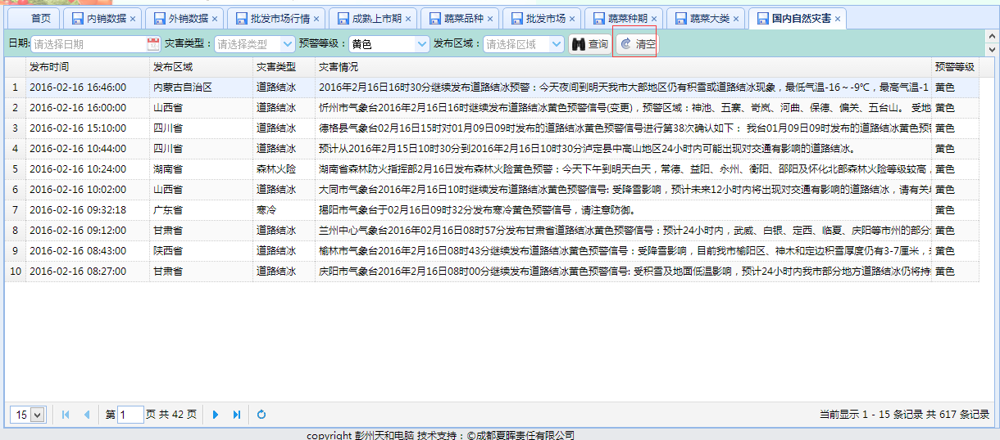 首页 内销数据 外销数据 批发市场行情 成熟上市期 蔬菜品种 批发市场 蔬菜种期 蔬菜大类 国内自然灾害
日期: 请选择日期 灾害类型： 请选择类型 预警等级： 黄色 发布区域： 请选择区域 查询 清空
发布时间 发布区域 灾害类型 灾害情况 预警等级
1 2016-02-16 16:46:00 内蒙古自治区 道路结冰 2016年2月16日16时30分继续发布道路结冰预警：今天夜间到明天我市大部地区仍有积雪或道路结冰现象，最低气温-16～-9℃，最高气温-1 黄色
2 2016-02-16 16:00:00 山西省 道路结冰 忻州市气象台2016年2月16日16时继续发布道路结冰黄色预警信号(变更)，预警区域：神池、五寨、岢岚、河曲、保德、偏关、五台山。 受地 黄色
3 2016-02-16 15:10:00 四川省 道路结冰 德格县气象台02月16日15时对01月09日09时发布的道路结冰黄色预警信号进行第38次确认如下： 我台01月09日09时发布的道路结冰黄色预 黄色
4 2016-02-16 10:44:00 四川省 道路结冰 预计从2016年2月15日10时30分到2016年2月16日10时30分泸定县中高山地区24小时内可能出现对交通有影响的道路结冰。 黄色
5 2016-02-16 10:24:00 湖南省 森林火险 湖南省森林防火指挥部2月16日发布森林火险黄色预警：今天下午到明天白天，常德、益阳、永州、衡阳、邵阳及怀化北部森林火险等级较高， 黄色
6 2016-02-16 10:02:00 山西省 道路结冰 大同市气象台2016年2月16日10时继续发布道路结冰黄色预警信号: 受降雪影响，预计未来12小时内将出现对交通有影响的道路结冰，请有关 黄色
7 2016-02-16 09:32:18 广东省 寒冷 揭阳市气象台于02月16日09时32分发布寒冷黄色预警信号，请注意防御。 黄色
8 2016-02-16 09:12:00 甘肃省 道路结冰 兰州中心气象台2016年02月16日08时57分发布甘肃省道路结冰黄色预警信号：预计24小时内，武威、白银、定西、临夏、庆阳等市州的部分 黄色
9 2016-02-16 08:43:00 陕西省 道路结冰 榆林市气象台2016年2月16日08时43分继续发布道路结冰黄色预警信号：受降雪影响，目前我市榆阳区、神木和定边积雪厚度仍有3-7厘米， 黄色
10 2016-02-16 08:27:00 甘肃省 道路结冰 庆阳市气象台2016年2月16日08时00分继续发布道路结冰黄色预警信号: 受积雪及地面低温影响，预计24小时内我市部分地方道路结冰仍将持 黄色
15 第 1 页 共 42 页 当前显示 1 - 15 条记录 共 617 条记录
copyright 彭州天和电脑 技术支持：©成都夏晖责任有限公司